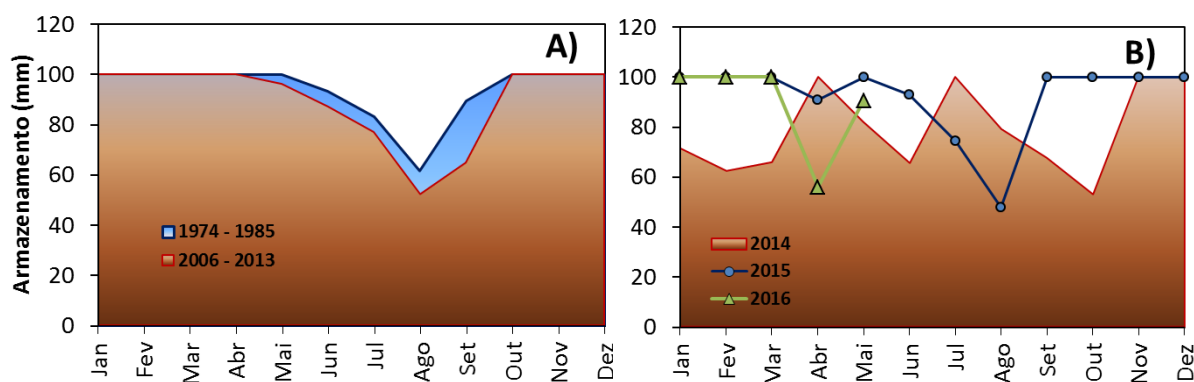 Armazenamento (mm)
120
100
80
60
40
20
0
A)
1974 - 1985
2006 - 2013
Jan
Fev
Mar
Abr
Mai
Jun
Jul
Ago
Set
Out
Nov
Dez
120
100
80
60
40
20
0
B)
2014
2015
2016
Jan
Fev
Mar
Abr
Mai
Jun
Jul
Ago
Set
Out
Nov
Dez